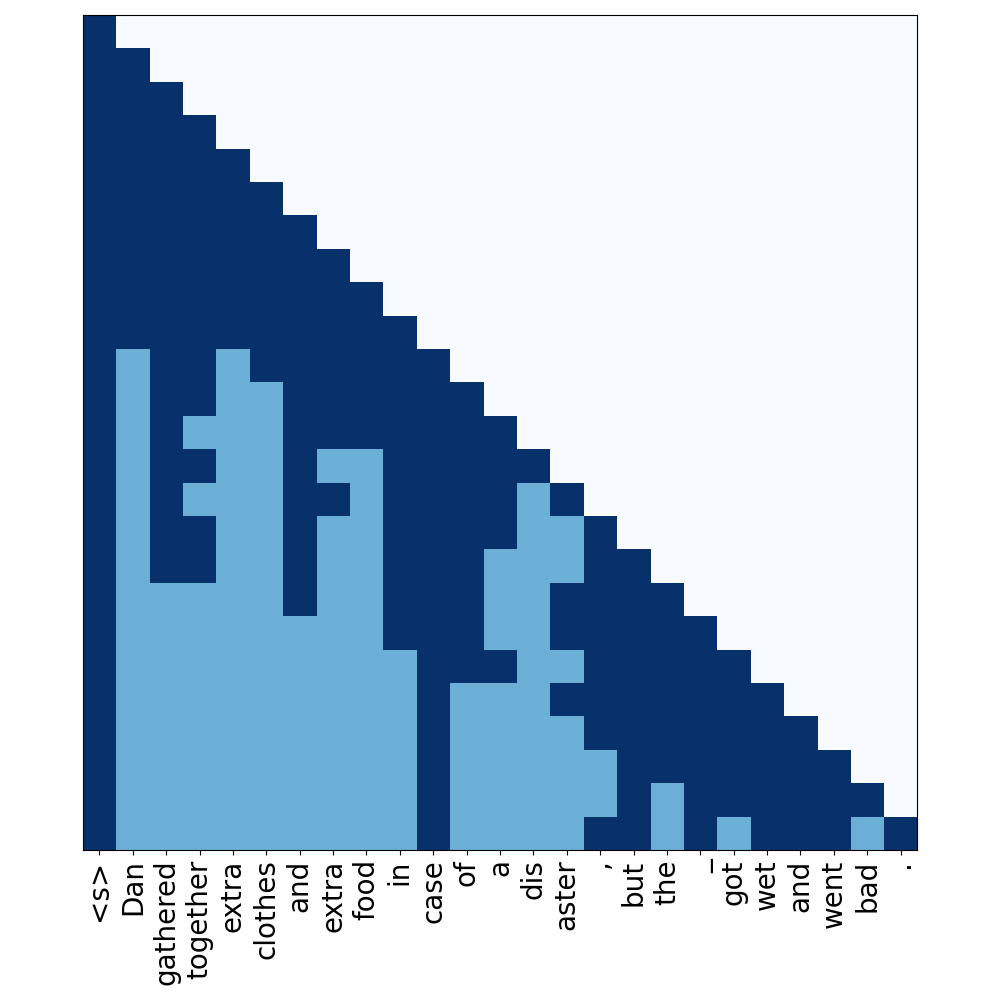 <s>
Dan
gathered
together
extra
clothes
and
extra
food
in
case
of
a
dis
aster
,
but
the
_
got
wet
and
went
bad
.